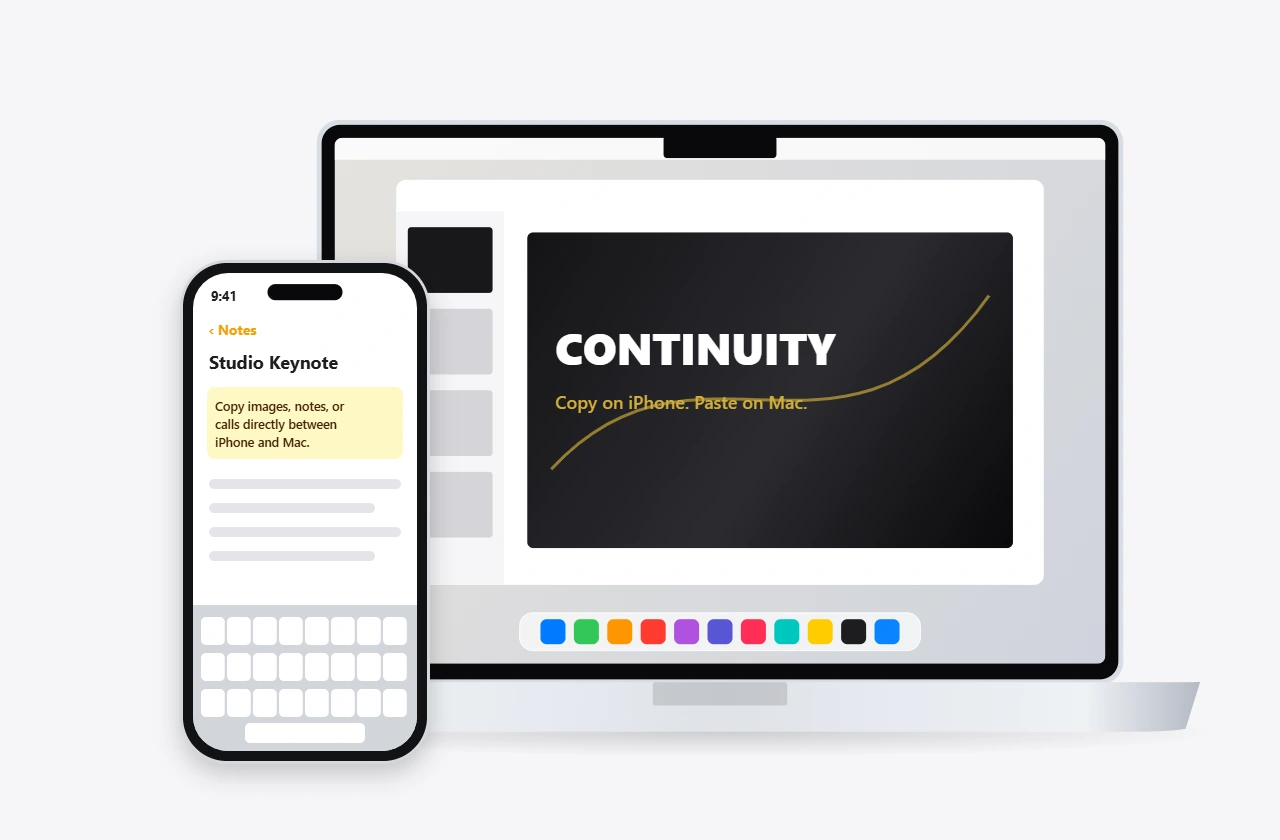 9:41
‹ Notes
Studio Keynote
Copy images, notes, or
calls directly between
iPhone and Mac.
CONTINUITY
Copy on iPhone. Paste on Mac.